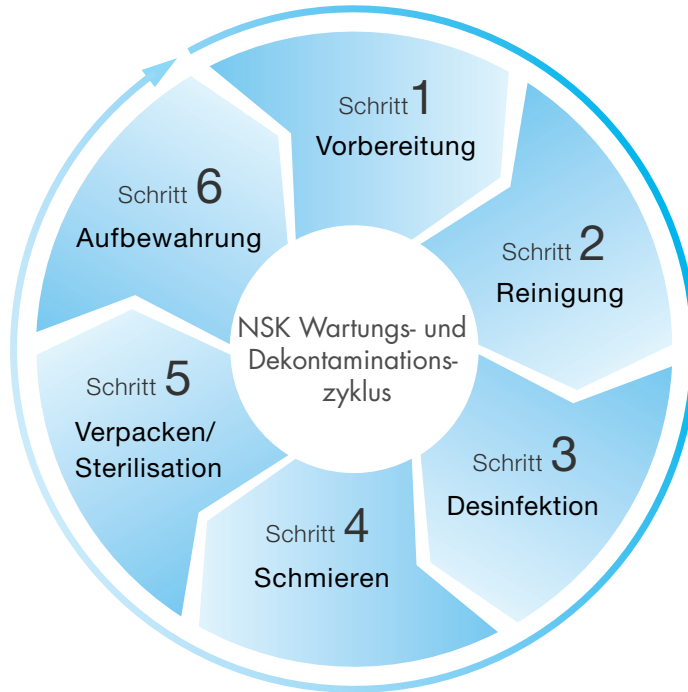 NSK Wartungs- und
Dekontaminations-
zyklus
Schritt 1
Vorbereitung
Schritt 2
Reinigung
Schritt 3
Desinfektion
Schritt 4
Schmieren
Schritt 5
Verpacken/
Sterilisation
Schritt 6
Aufbewahrung